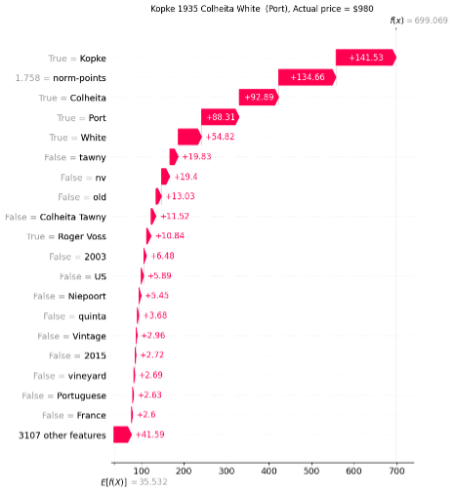 Kopke 1935 Colheita White (Port), Actual price = $980
f(x) = 699.069
True = Kopke +141.53
1.758 = norm-points +134.66
True = Colheita +92.89
True = Port +88.31
True = White +54.82
False = tawny +19.83
False = nv +19.4
False = old +13.03
False = Colheita Tawny +11.52
True = Roger Voss +10.84
False = 2003 +6.48
False = US +5.89
False = Niepoort +5.45
False = quinta +3.68
False = Vintage +2.96
False = 2015 +2.72
False = vineyard +2.69
False = Portuguese +2.63
False = France +2.6
3107 other features +41.59
100 200 300 400 500 600 700
E[f(X)] = 35.532